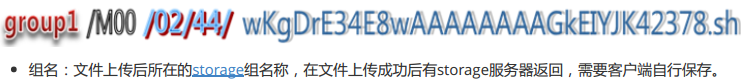 group1 /M00 /02/44/ wKgDrE34E8wAAAAAAAAGkEIYJK42378.sh
• 组名：文件上传后所在的storage组名称，在文件上传成功后有storage服务器返回，需要客户端自行保存。